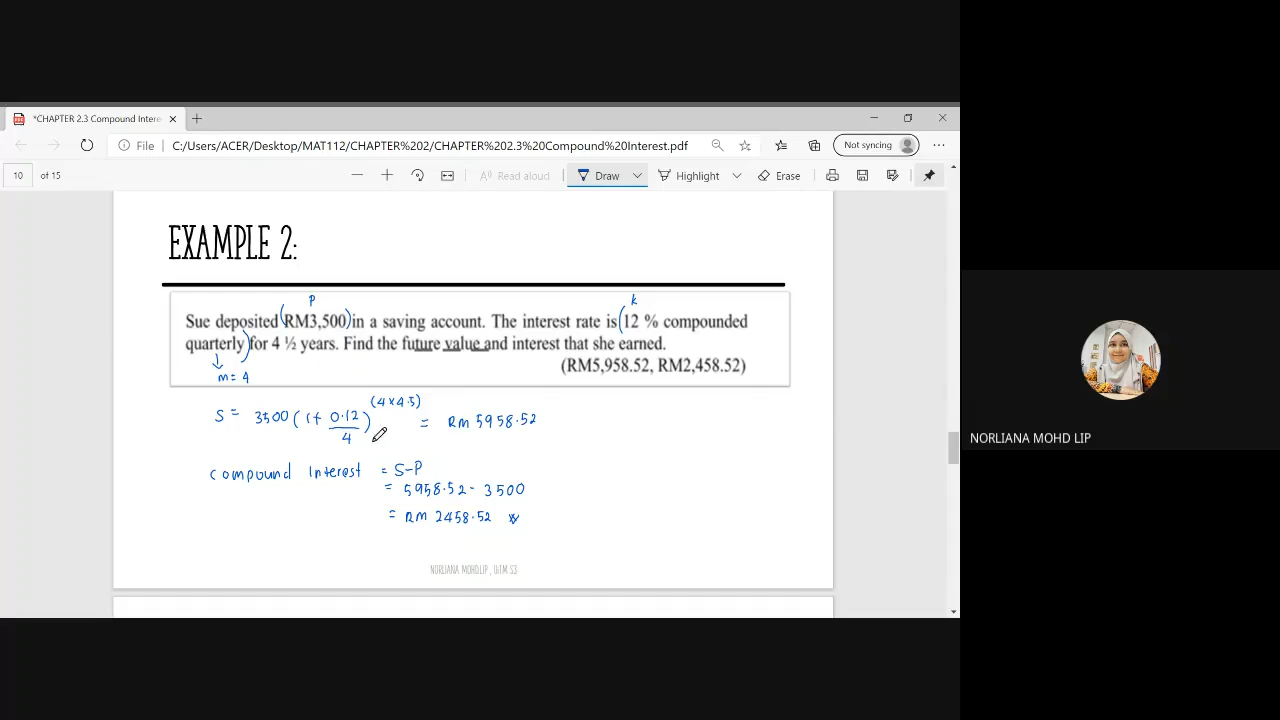 *CHAPTER 2.3 Compound Intere
File C:/Users/ACER/Desktop/MAT112/CHAPTER%202/CHAPTER%202.3%20Compound%20Interest.pdf Not syncing
10 of 15 Read aloud Draw Highlight Erase
EXAMPLE 2:
P k
Sue deposited (RM3,500) in a saving account. The interest rate is (12 % compounded
quarterly) for 4 ½ years. Find the future value and interest that she earned.
(RM5,958.52, RM2,458.52)
m = 4
S = 3500 (1 + 0.12/4)^(4×4.5) = RM 5958.52
Compound Interest = S-P
= 5958.52 - 3500
= RM 2458.52
NORLIANA MOHD LIP, UiTM S3
NORLIANA MOHD LIP